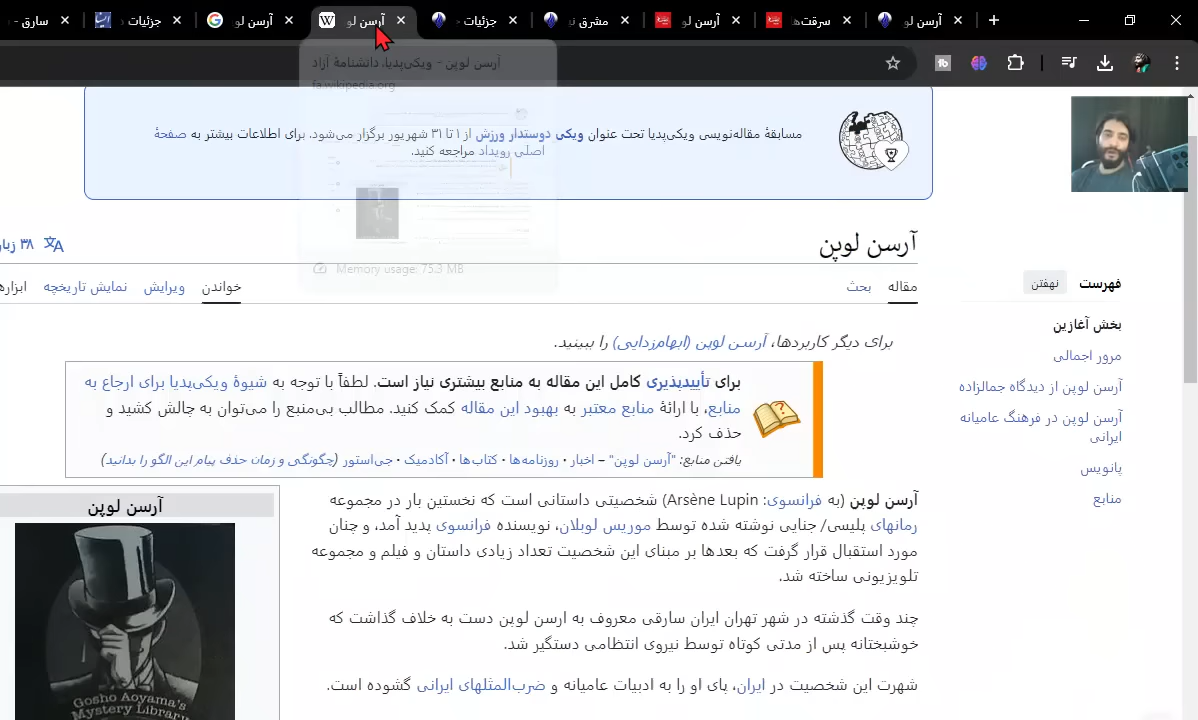 سارق -
جزئیات
آرسن لو
آرسن لو
جزئیات
مشرق نی
آرسن لو
سرقت‌ها
آرسن لو
آرسن لوپن - ویکی‌پدیا، دانشنامهٔ آزاد
fa.wikipedia.org
Memory usage: 75.3 MB
مسابقهٔ مقاله‌نویسی ویکی‌پدیا تحت عنوان ویکی دوستدار ورزش از ۱ تا ۳۱ شهریور برگزار می‌شود. برای اطلاعات بیشتر به صفحهٔ
اصلی رویداد مراجعه کنید.
آرسن لوپن
۳۸ زبان
مقاله
بحث
خواندن
ویرایش
نمایش تاریخچه
ابزارها
فهرست
نهفتن
بخش آغازین
مرور اجمالی
آرسن لوپن از دیدگاه جمالزاده
آرسن لوپن در فرهنگ عامیانه
ایرانی
پانویس
منابع
برای دیگر کاربردها، آرسن لوپن (ابهام‌زدایی) را ببینید.
برای تأییدپذیری کامل این مقاله به منابع بیشتری نیاز است. لطفاً با توجه به شیوهٔ ویکی‌پدیا برای ارجاع به
منابع، با ارائهٔ منابع معتبر به بهبود این مقاله کمک کنید. مطالب بی‌منبع را می‌توان به چالش کشید و
حذف کرد.
یافتن منابع: "آرسن لوپن" – اخبار · روزنامه‌ها · کتاب‌ها · آکادمیک · جی‌استور (چگونگی و زمان حذف پیام این الگو را بدانید)
آرسن لوپن (به فرانسوی: Arsène Lupin) شخصیتی داستانی است که نخستین بار در مجموعه
رمانهای پلیسی/ جنایی نوشته شده توسط موریس لوبلان، نویسنده فرانسوی پدید آمد، و چنان
مورد استقبال قرار گرفت که بعدها بر مبنای این شخصیت تعداد زیادی داستان و فیلم و مجموعه
تلویزیونی ساخته شد.
چند وقت گذشته در شهر تهران ایران سارقی معروف به ارسن لوپن دست به خلاف گذاشت که
خوشبختانه پس از مدتی کوتاه توسط نیروی انتظامی دستگیر شد.
شهرت این شخصیت در ایران، پای او را به ادبیات عامیانه و ضرب‌المثلهای ایرانی گشوده است.
آرسن لوپن
Gosho Aoyama's
Mystery Library